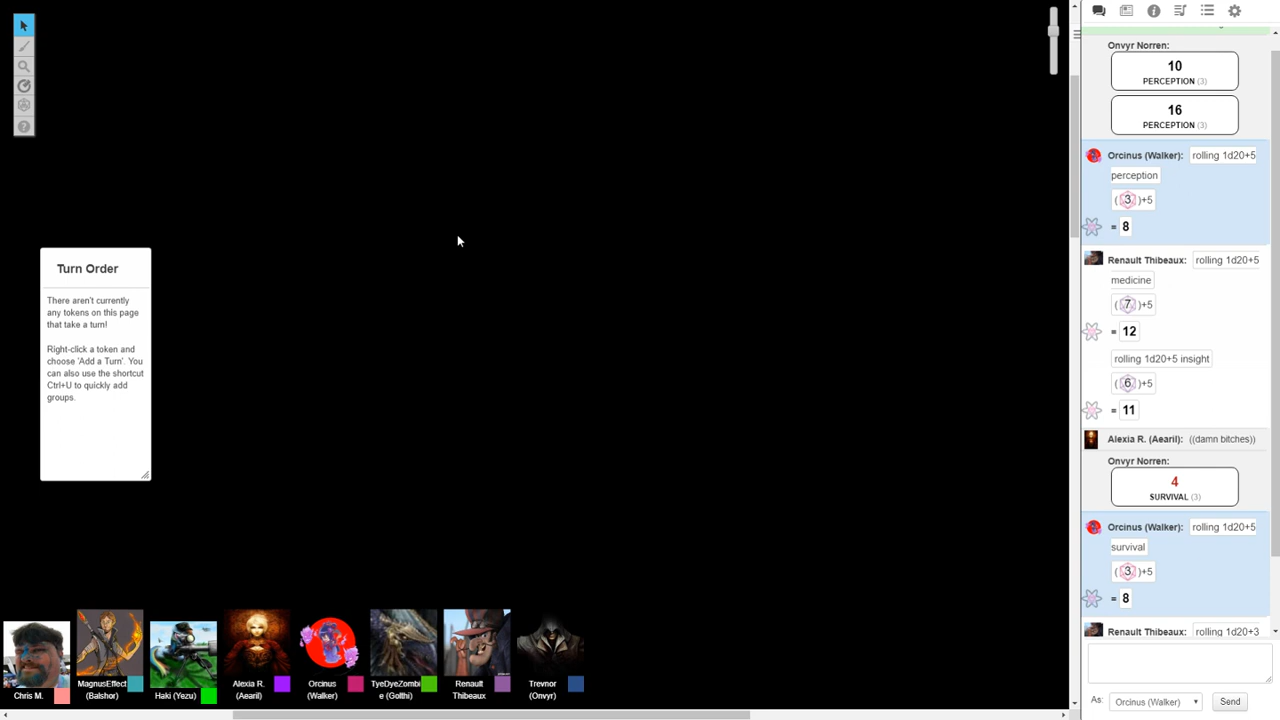 Turn Order
There aren't currently
any tokens on this page
that take a turn!
Right-click a token and
choose 'Add a Turn'. You
can also use the shortcut
Ctrl+U to quickly add
groups.
Chris M.
MagnusEffect
(Balshor)
Haki (Yezu)
Alexia R.
(Aearil)
Orcinus
(Walker)
TyeDyeZombi
e (Golthi)
Renault
Thibeaux
Trevnor
(Onvyr)
Onvyr Norren:
10
PERCEPTION (3)
16
PERCEPTION (3)
Orcinus (Walker): rolling 1d20+5
perception
(3)+5
= 8
Renault Thibeaux: rolling 1d20+5
medicine
(7)+5
= 12
rolling 1d20+5 insight
(6)+5
= 11
Alexia R. (Aearil): ((damn bitches))
Onvyr Norren:
4
SURVIVAL (3)
Orcinus (Walker): rolling 1d20+5
survival
(3)+5
= 8
Renault Thibeaux: rolling 1d20+3
As: Orcinus (Walker) Send